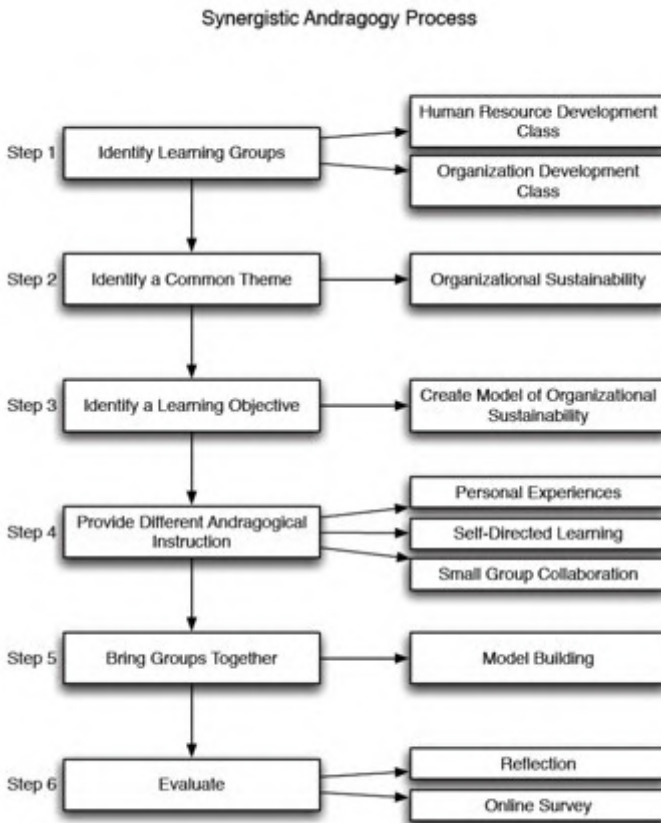 Synergistic Andragogy Process
Step 1
Identify Learning Groups
Human Resource Development
Class
Organization Development
Class
Step 2
Identify a Common Theme
Organizational Sustainability
Step 3
Identify a Learning Objective
Create Model of Organizational
Sustainability
Step 4
Provide Different Andragogical
Instruction
Personal Experiences
Self-Directed Learning
Small Group Collaboration
Step 5
Bring Groups Together
Model Building
Step 6
Evaluate
Reflection
Online Survey